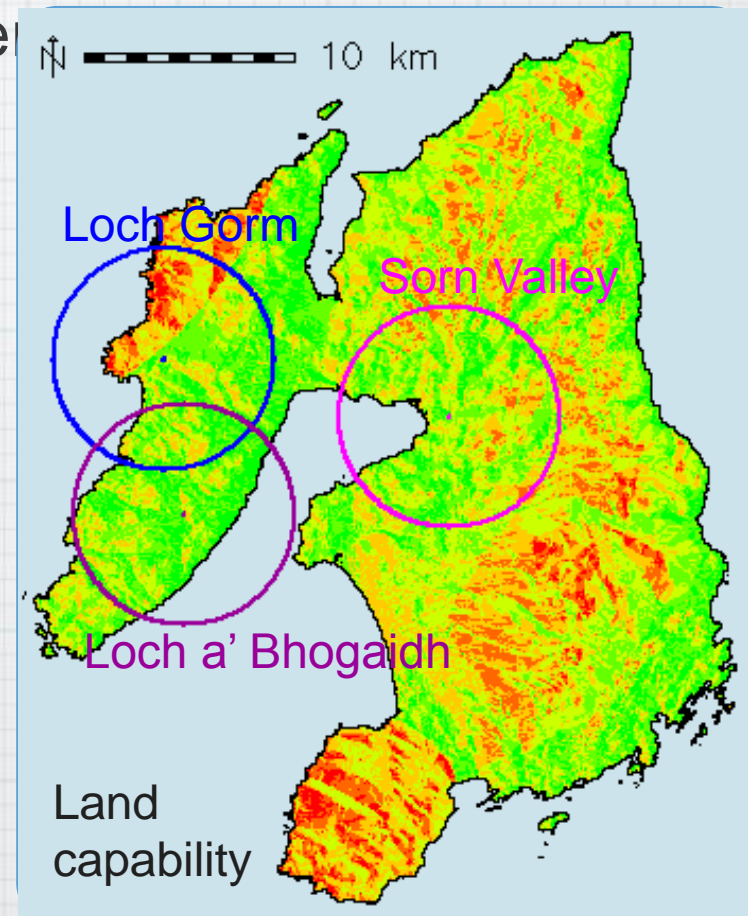 N 10 km
Loch Gorm
Sorn Valley
Loch a’ Bhogaidh
Land
capability